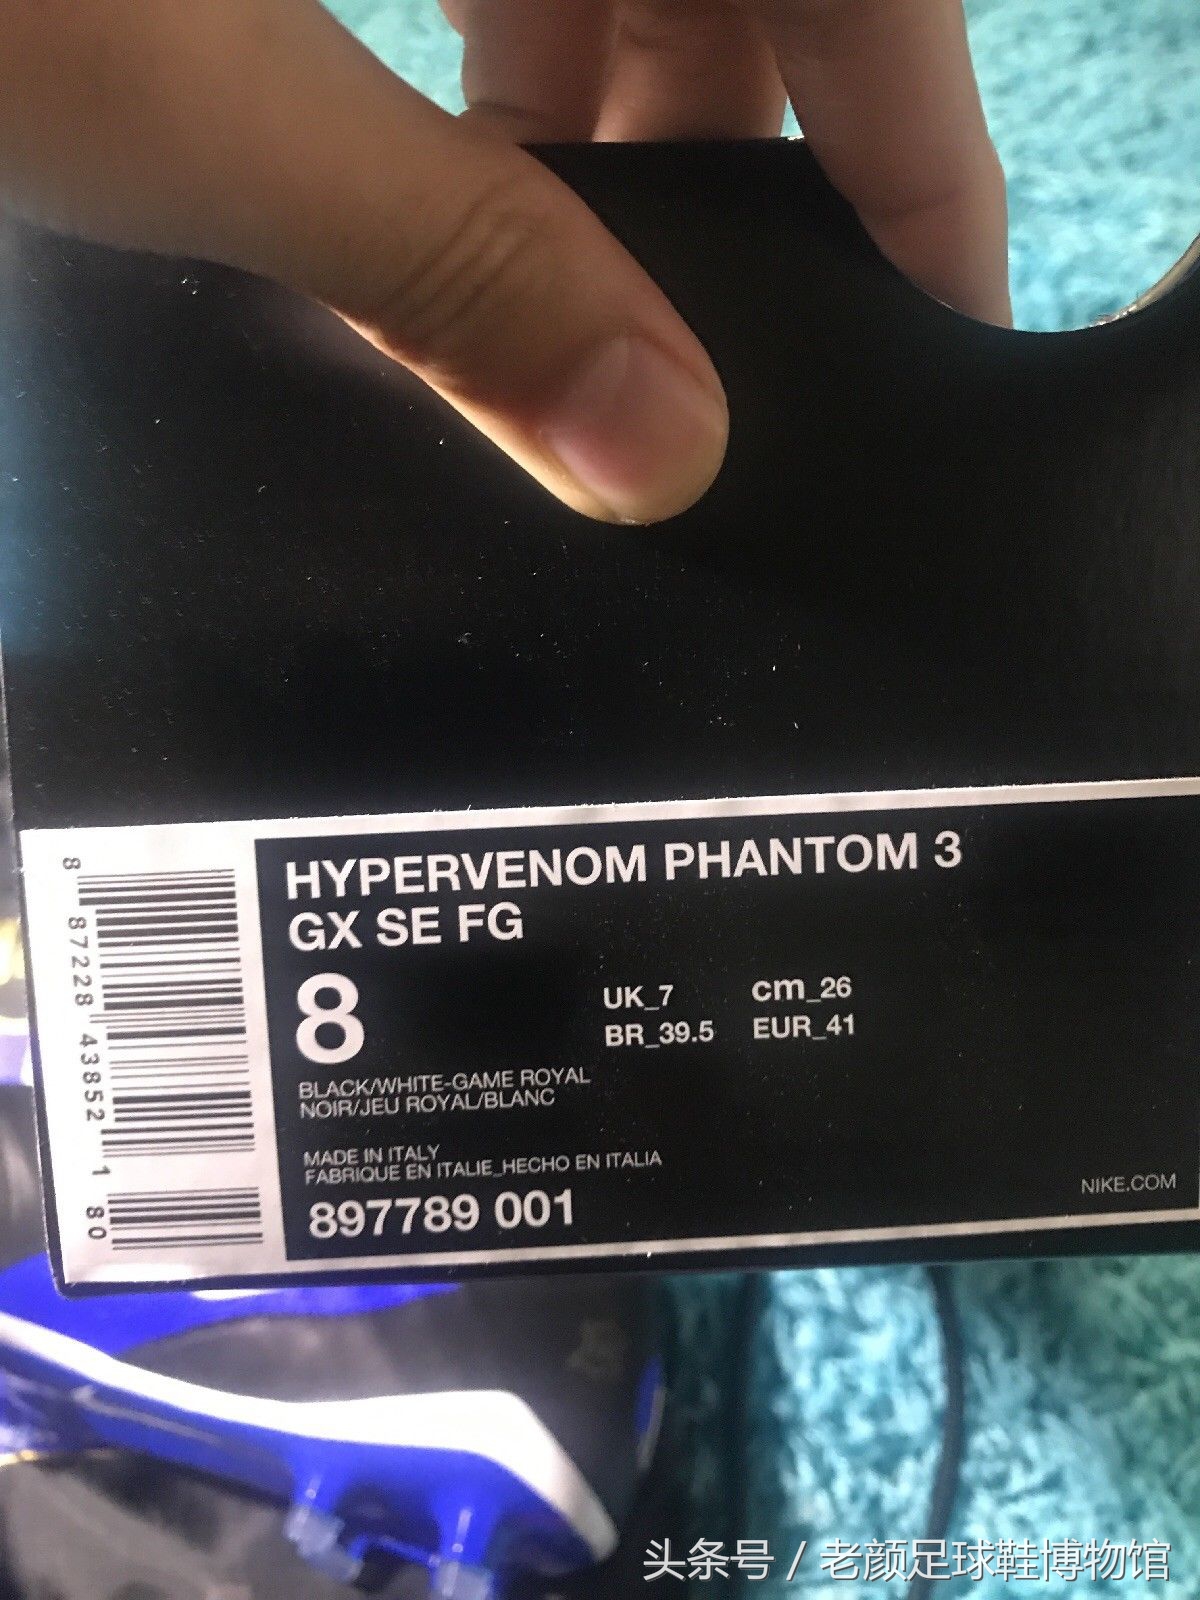 HYPERVENOM PHANTOM 3
GX SE FG
8
UK_7 cm_26
BR_39.5 EUR_41
BLACK/WHITE-GAME ROYAL
NOIR/JEU ROYAL/BLANC
MADE IN ITALY
FABRIQUE EN ITALIE_HECHO EN ITALIA
897789 001
NIKE.COM
8 87228 43852 1 80
头条号 / 老颜足球鞋博物馆